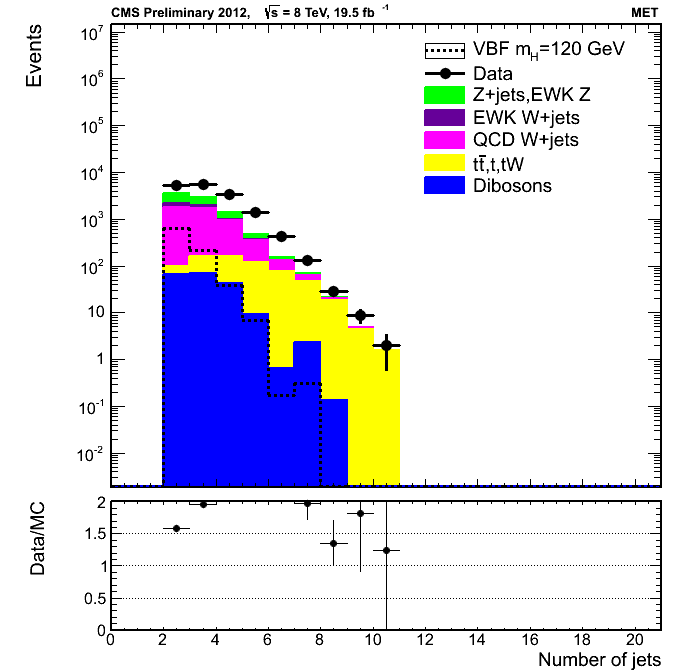 CMS Preliminary 2012, √s = 8 TeV, 19.5 fb⁻¹ MET
Events
10⁷
10⁶
10⁵
10⁴
10³
10²
10
1
10⁻¹
10⁻²
VBF m_H=120 GeV
Data
Z+jets,EWK Z
EWK W+jets
QCD W+jets
tt̄,t,tW
Dibosons
Data/MC
2
1.5
1
0.5
0
0 2 4 6 8 10 12 14 16 18 20
Number of jets